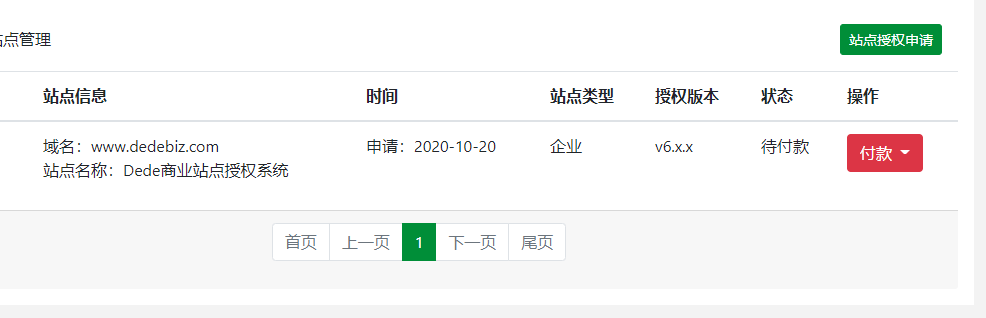 站点管理
站点授权申请
站点信息 时间 站点类型 授权版本 状态 操作
域名：www.dedebiz.com 申请：2020-10-20 企业 v6.x.x 待付款 付款
站点名称：Dede商业站点授权系统
首页 上一页 1 下一页 尾页